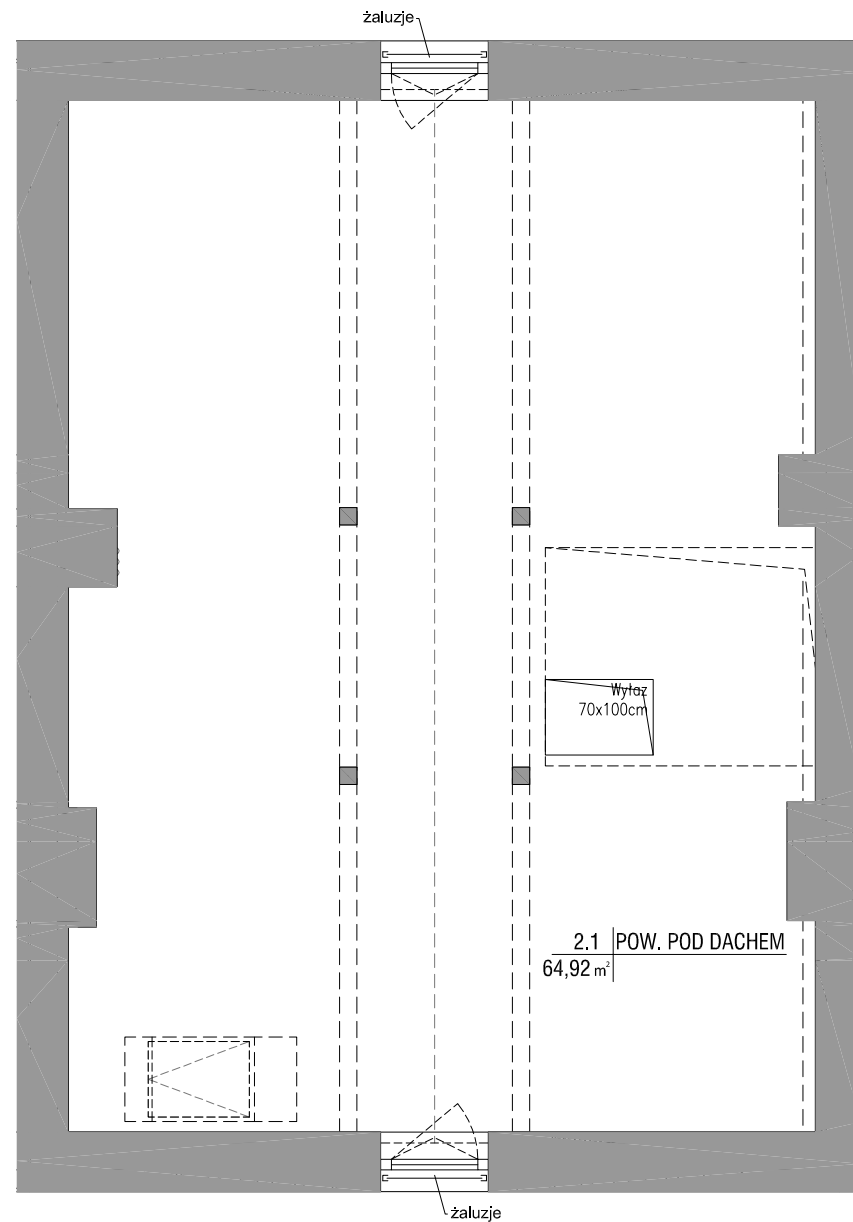 żaluzje
Wyłaz
70x100cm
2.1 POW. POD DACHEM
64,92 m²
żaluzje